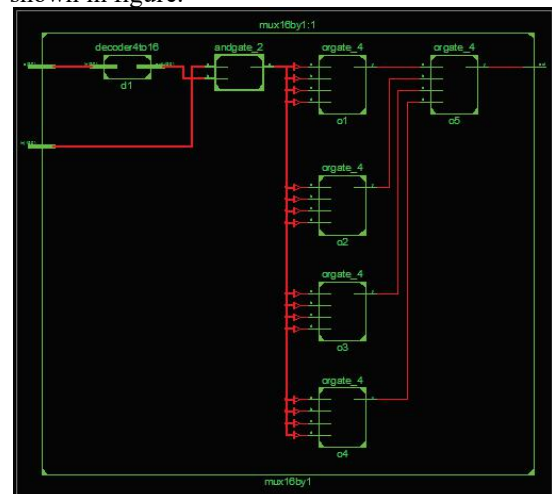 shown in figure.
mux16by1:1
decoder4to16 andgate_2 orgate_4 orgate_4
d1 o1 o5
orgate_4
o2
orgate_4
o3
orgate_4
o4
mux16by1